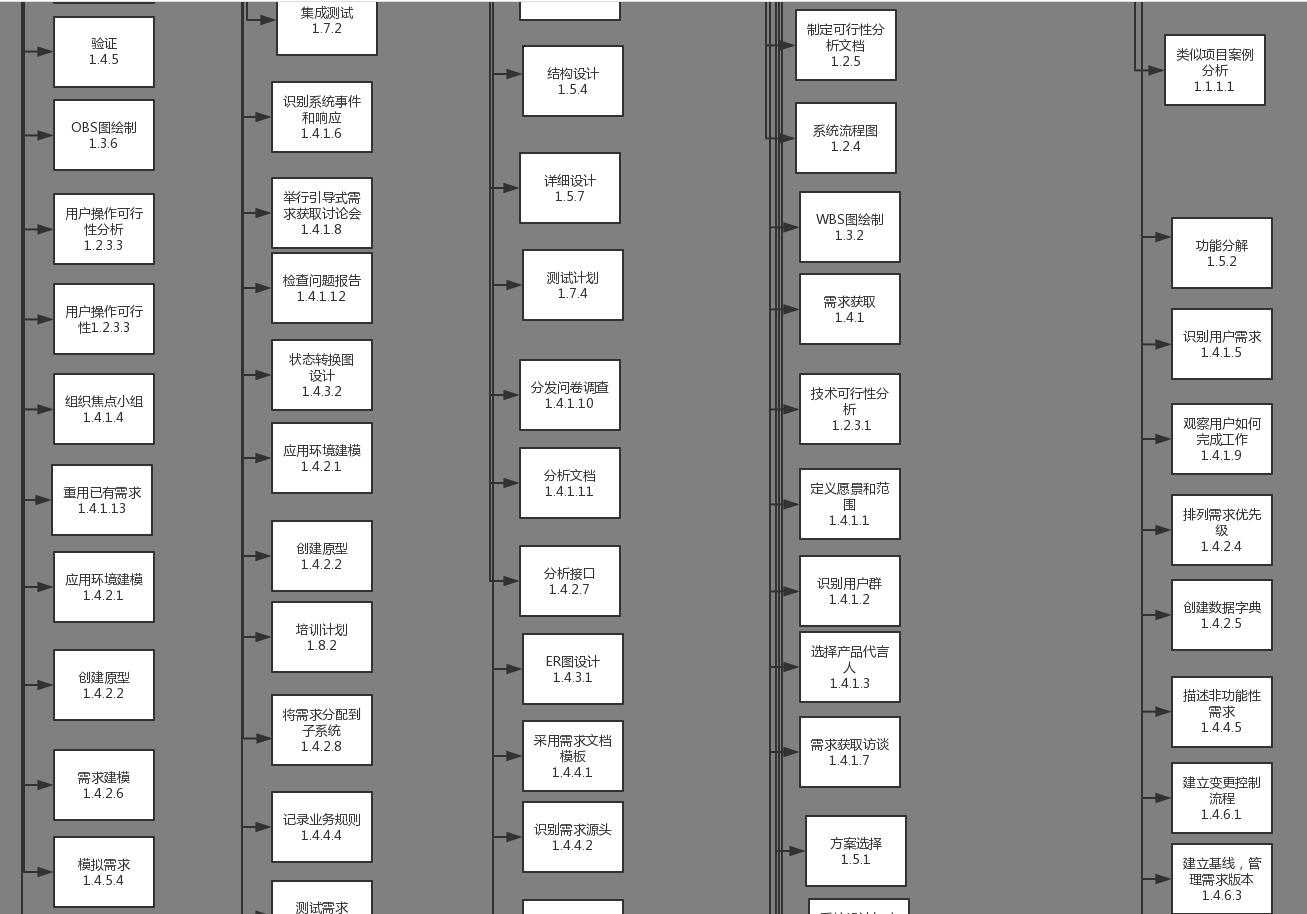 验证
1.4.5
OBS图绘制
1.3.6
用户操作可行
性分析
1.2.3.3
用户操作可行
性1.2.3.3
组织焦点小组
1.4.1.4
重用已有需求
1.4.1.13
应用环境建模
1.4.2.1
创建原型
1.4.2.2
需求建模
1.4.2.6
模拟需求
1.4.5.4
集成测试
1.7.2
识别系统事件
和响应
1.4.1.6
举行引导式需
求获取讨论会
1.4.1.8
检查问题报告
1.4.1.12
状态转换图
设计
1.4.3.2
应用环境建模
1.4.2.1
创建原型
1.4.2.2
培训计划
1.8.2
将需求分配到
子系统
1.4.2.8
记录业务规则
1.4.4.4
测试需求
结构设计
1.5.4
详细设计
1.5.7
测试计划
1.7.4
分发问卷调查
1.4.1.10
分析文档
1.4.1.11
分析接口
1.4.2.7
ER图设计
1.4.3.1
采用需求文档
模板
1.4.4.1
识别需求源头
1.4.4.2
制定可行性分
析文档
1.2.5
系统流程图
1.2.4
WBS图绘制
1.3.2
需求获取
1.4.1
技术可行性分
析
1.2.3.1
定义愿景和范
围
1.4.1.1
识别用户群
1.4.1.2
选择产品代言
人
1.4.1.3
需求获取访谈
1.4.1.7
方案选择
1.5.1
类似项目案例
分析
1.1.1.1
功能分解
1.5.2
识别用户需求
1.4.1.5
观察用户如何
完成工作
1.4.1.9
排列需求优先
级
1.4.2.4
创建数据字典
1.4.2.5
描述非功能性
需求
1.4.4.5
建立变更控制
流程
1.4.6.1
建立基线，管
理需求版本
1.4.6.3